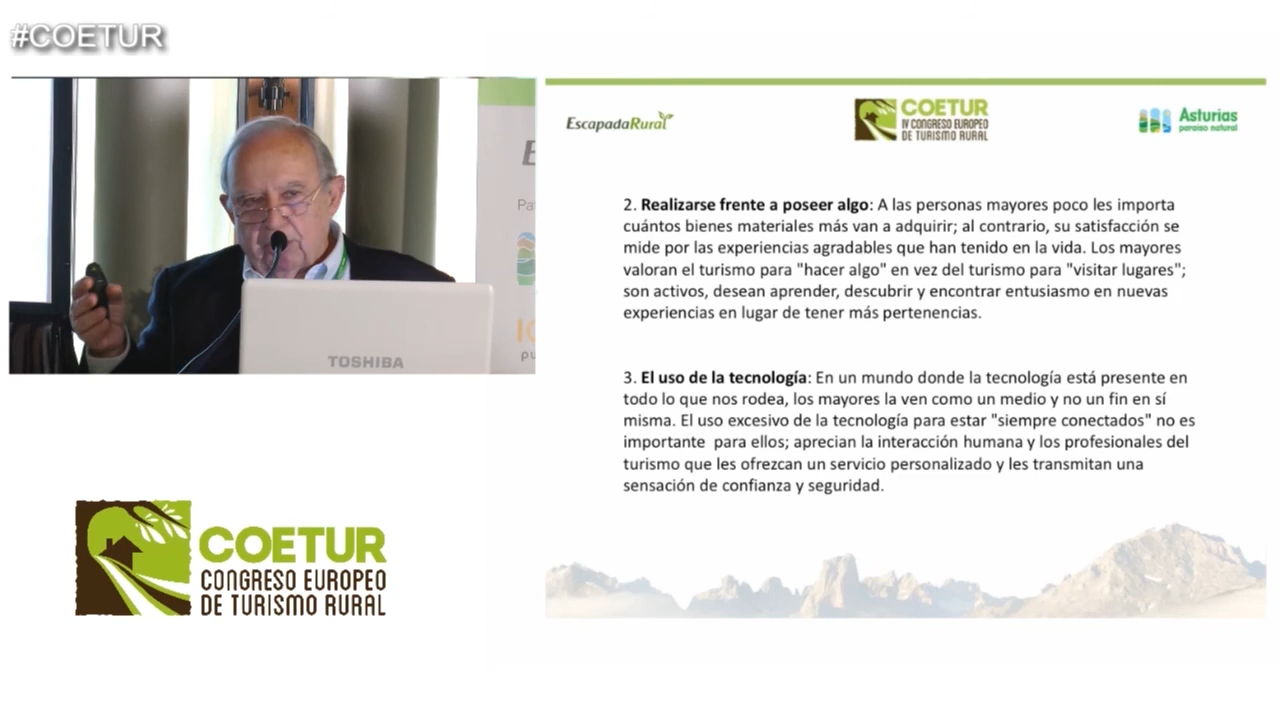 #COETUR
TOSHIBA
COETUR
CONGRESO EUROPEO
DE TURISMO RURAL
EscapadaRural
COETUR
IV CONGRESO EUROPEO
DE TURISMO RURAL
Asturias
paraíso natural
2. Realizarse frente a poseer algo: A las personas mayores poco les importa
cuántos bienes materiales más van a adquirir; al contrario, su satisfacción se
mide por las experiencias agradables que han tenido en la vida. Los mayores
valoran el turismo para "hacer algo" en vez del turismo para "visitar lugares";
son activos, desean aprender, descubrir y encontrar entusiasmo en nuevas
experiencias en lugar de tener más pertenencias.
3. El uso de la tecnología: En un mundo donde la tecnología está presente en
todo lo que nos rodea, los mayores la ven como un medio y no un fin en sí
misma. El uso excesivo de la tecnología para estar "siempre conectados" no es
importante  para ellos; aprecian la interacción humana y los profesionales del
turismo que les ofrezcan un servicio personalizado y les transmitan una
sensación de confianza y seguridad.